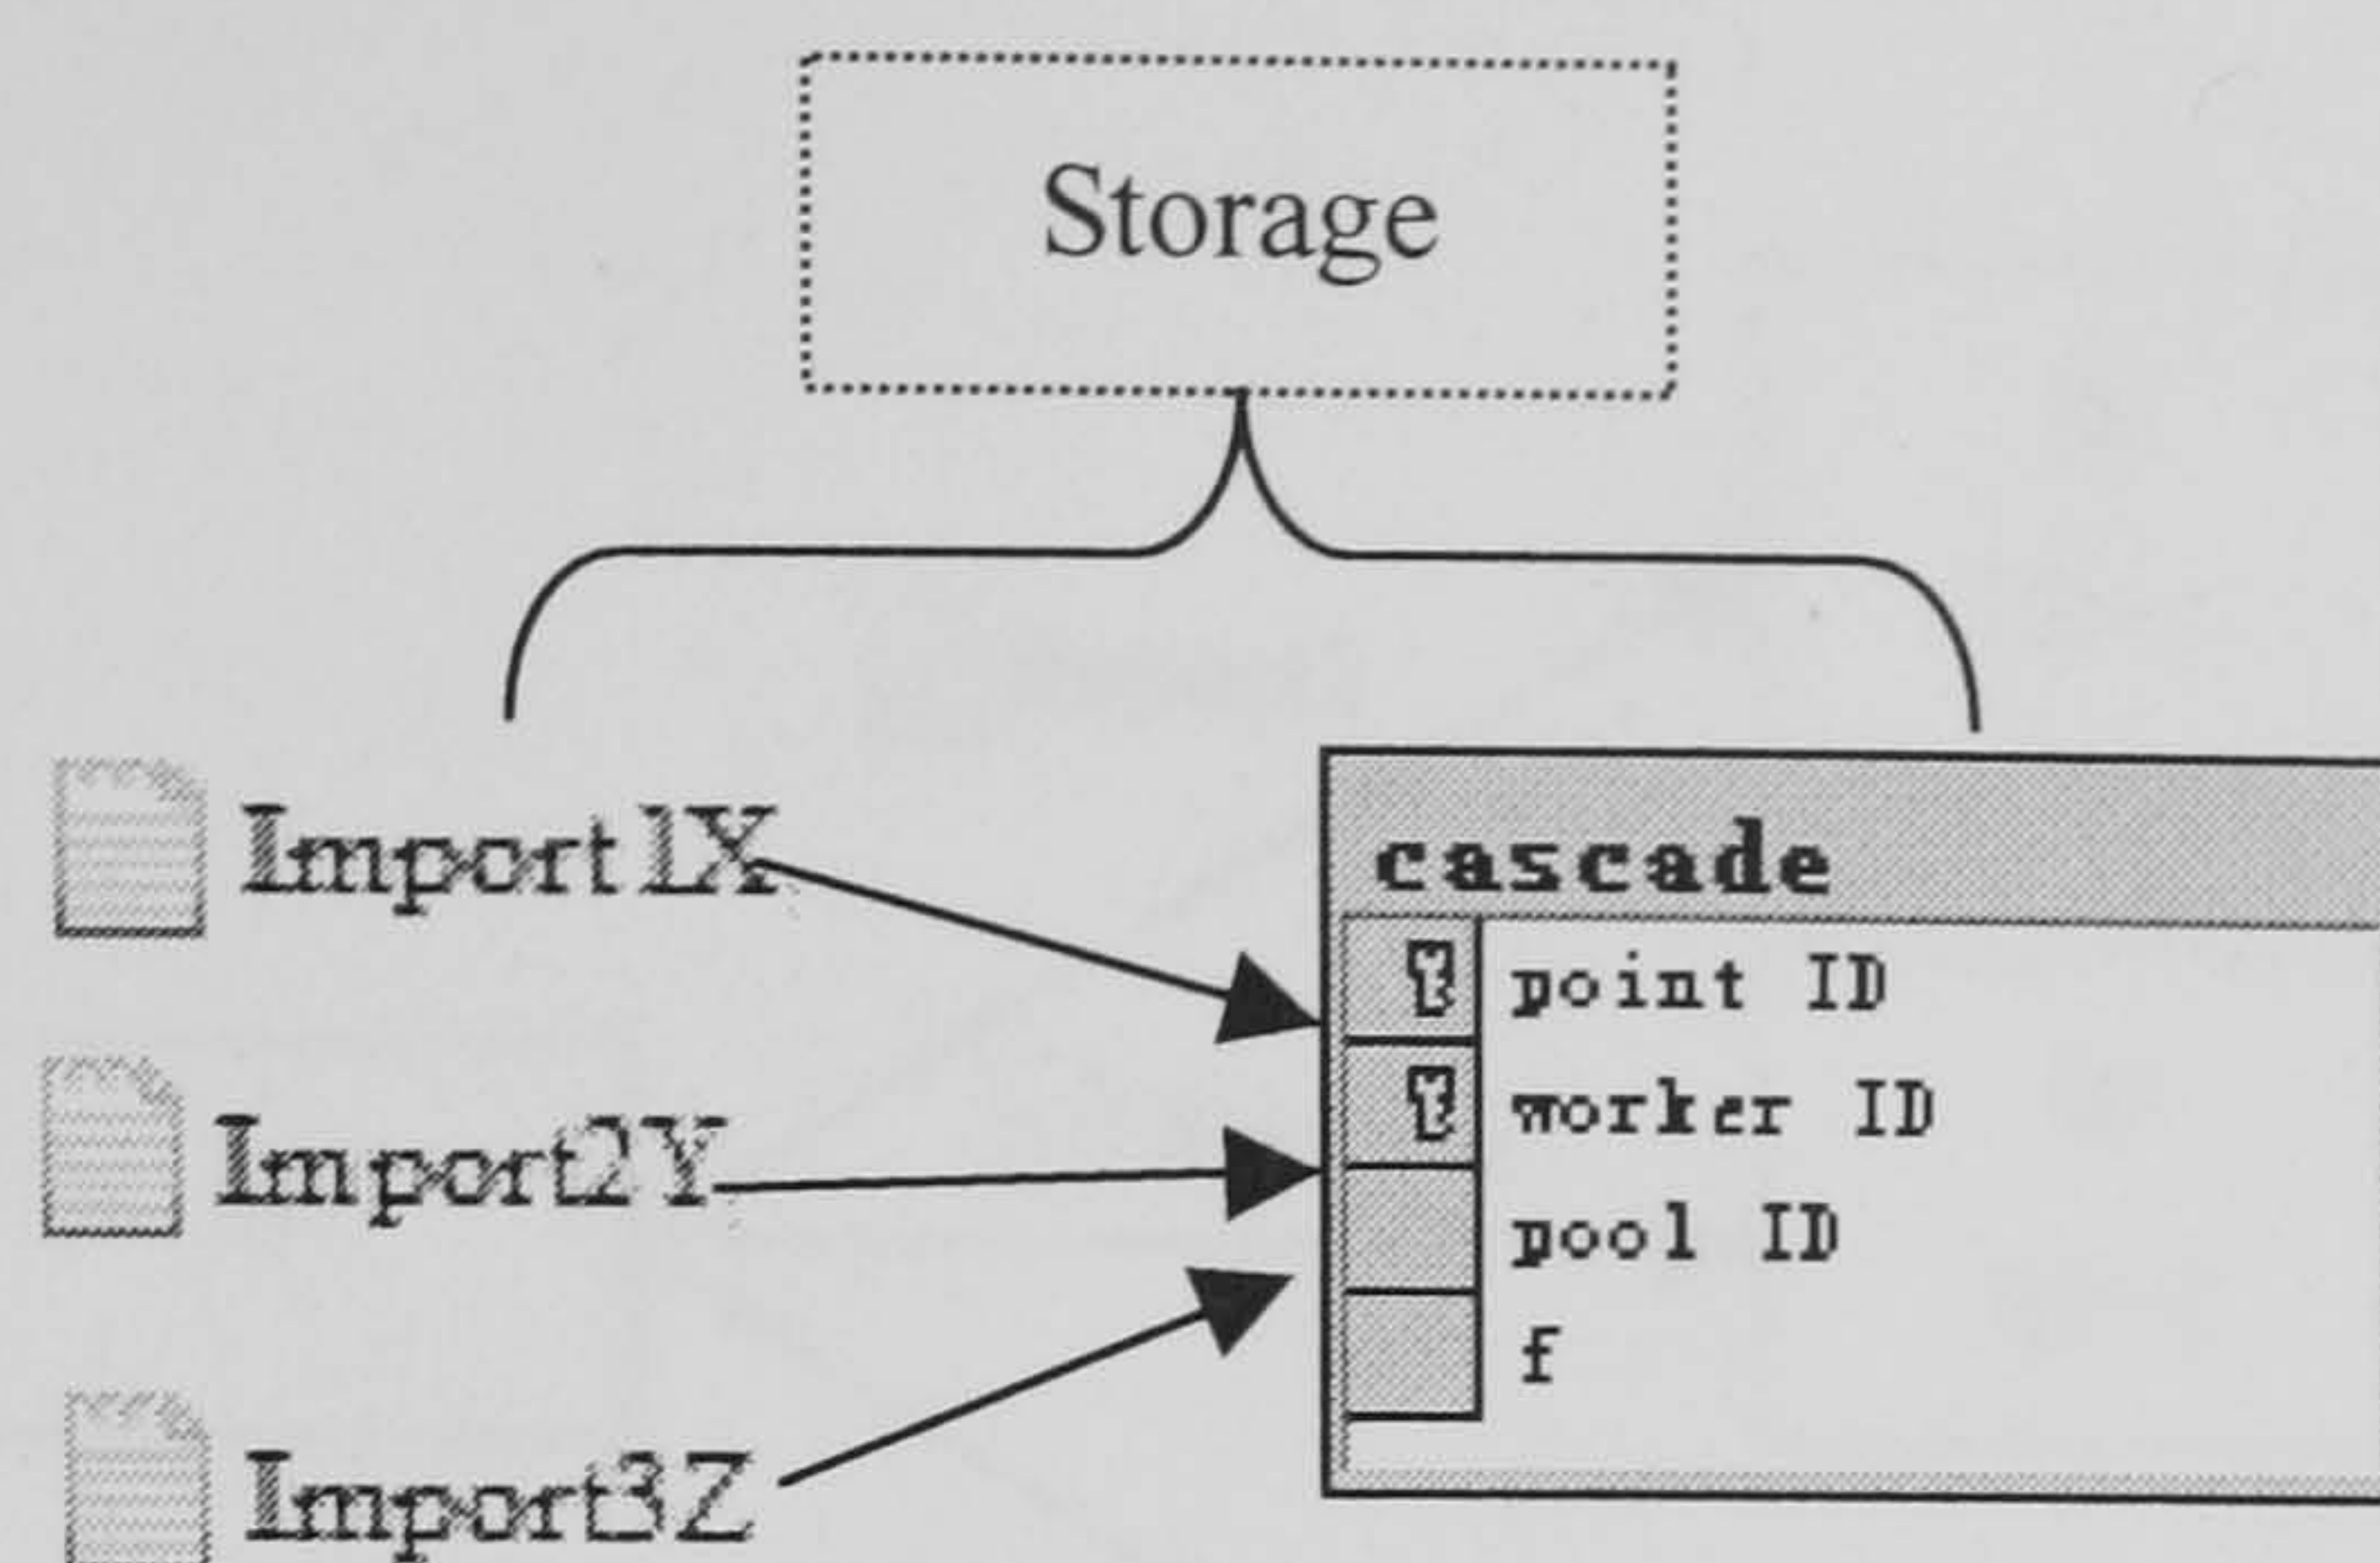 Storage
Import1X
Import2Y
Import3Z
cascade
point ID
worker ID
pool ID
f